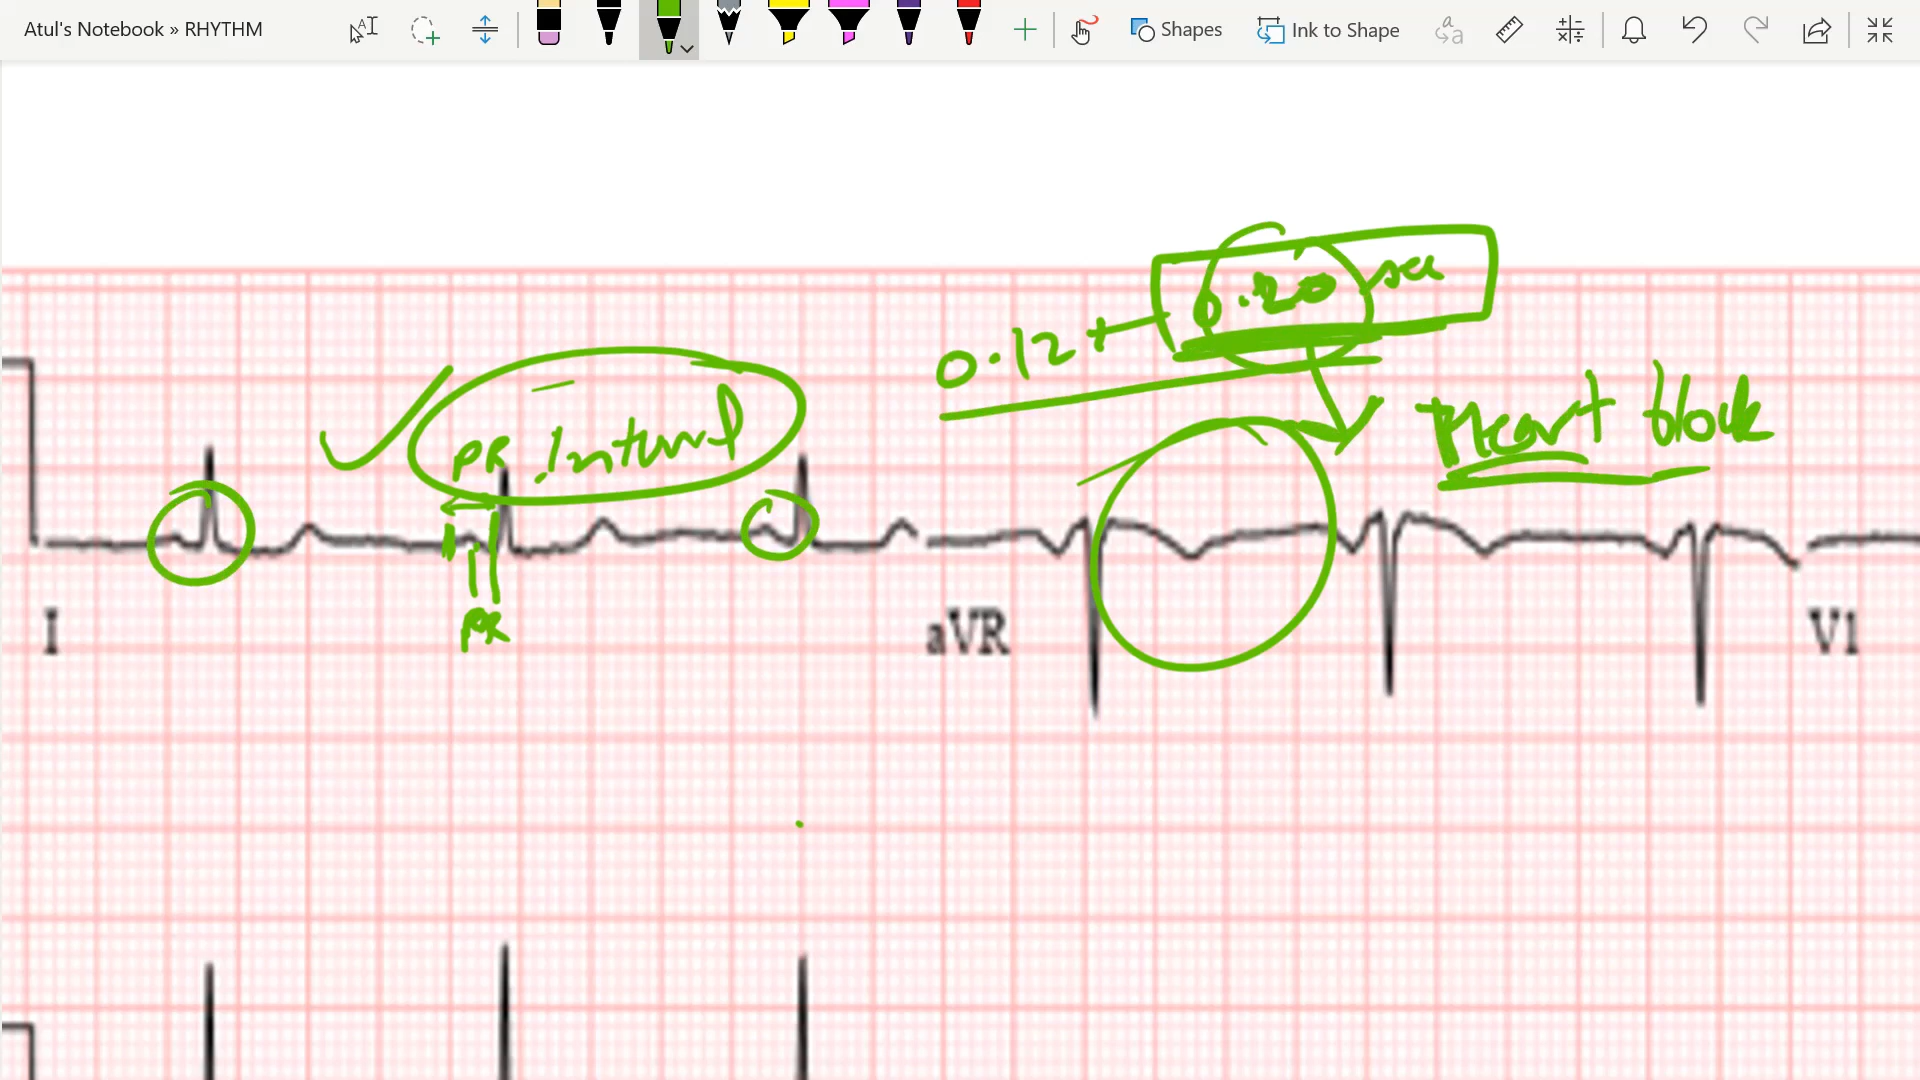 Atul's Notebook » RHYTHM
Shapes
Ink to Shape
0.12 + 0.20 sec
PR Interval
Heart block
PR
I
aVR
V1